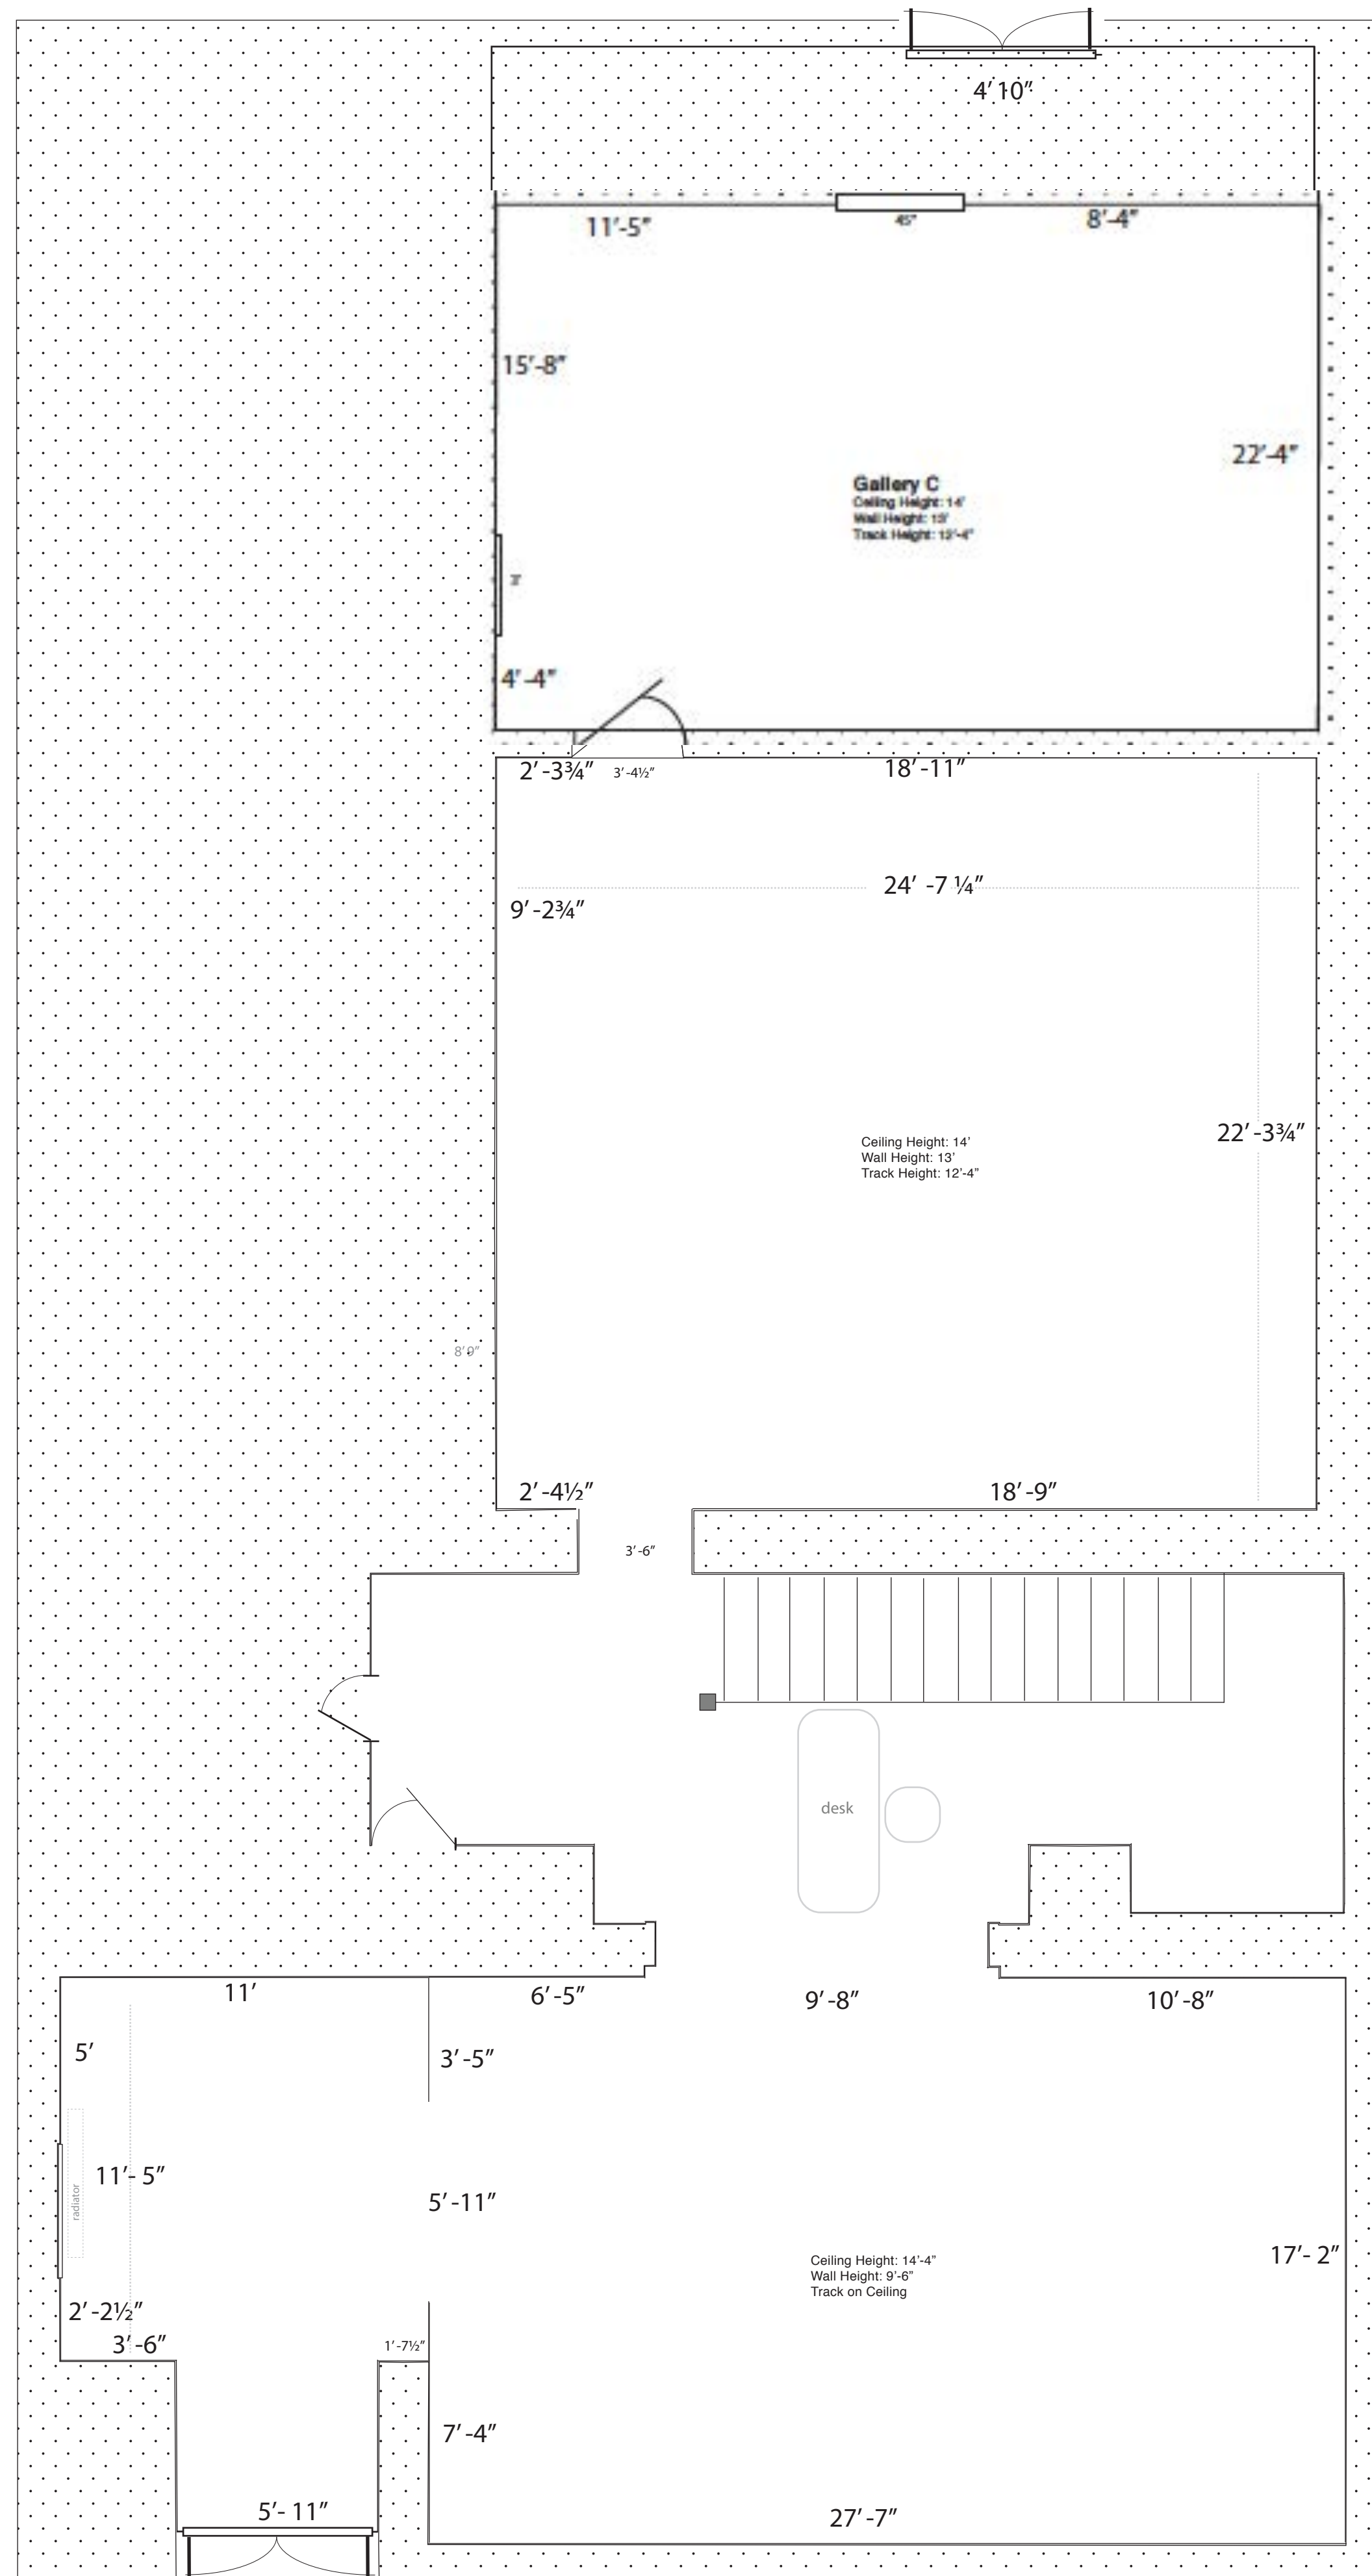 4’ 10”
11’-5”
45”
8’-4”
15’-8”
22’-4”
Gallery C
Ceiling Height: 14’
Wall Height: 13’
Track Height: 12’-4”
4’-4”
2’-3¾”
3’-4½”
18’-11”
24’ -7 ¼”
9’-2¾”
22’-3¾”
Ceiling Height: 14’
Wall Height: 13’
Track Height: 12’-4”
8’9”
2’-4½”
18’-9”
3’-6”
desk
11’
6’-5”
9’-8”
10’-8”
5’
3’-5”
11’- 5”
radiator
5’-11”
17’- 2”
Ceiling Height: 14’-4”
Wall Height: 9’-6”
Track on Ceiling
2’-2½”
3’-6”
1’-7½”
7’-4”
5’- 11”
27’-7”